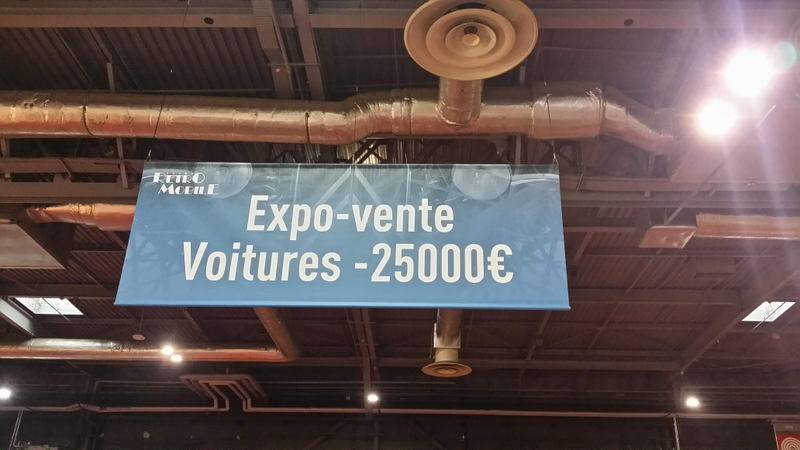 RETRO
MOBILE
Expo-vente
Voitures -25000€